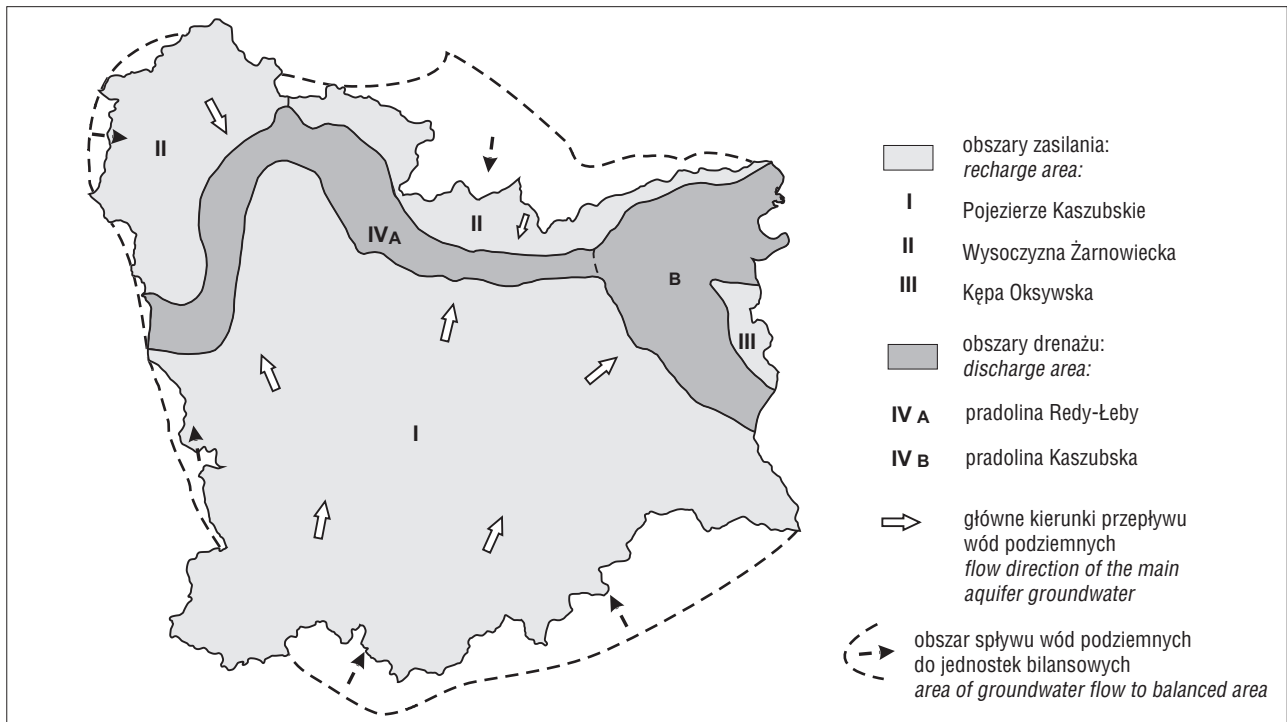 II
IV A
II
B
III
I
obszary zasilania:
recharge area:
I Pojezierze Kaszubskie
II Wysoczyzna Żarnowiecka
III Kępa Oksywska
obszary drenażu:
discharge area:
IV A pradolina Redy-Łeby
IV B pradolina Kaszubska
główne kierunki przepływu
wód podziemnych
flow direction of the main
aquifer groundwater
obszar spływu wód podziemnych
do jednostek bilansowych
area of groundwater flow to balanced area